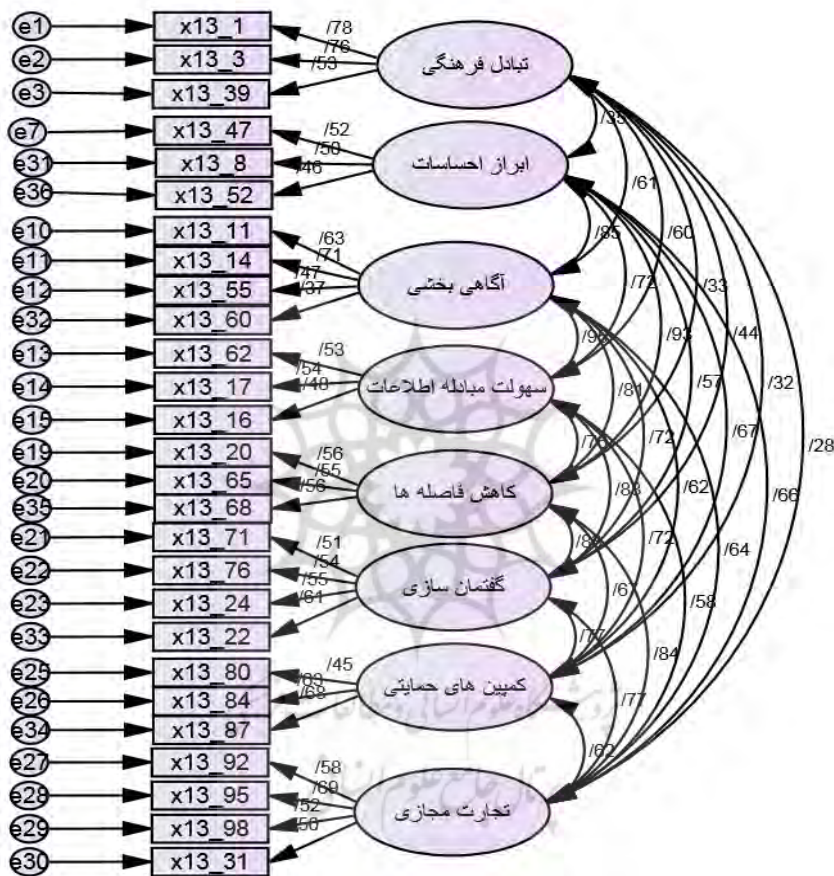 e1 x13_1 /78
e2 x13_3 /76 تبادل فرهنگی
e3 x13_39 /53
e7 x13_47 /52 /35
e31 x13_8 /50 ابراز احساسات
e36 x13_52 /46 /61
e10 x13_11 /63 /85 /60
e11 x13_14 /71
e12 x13_55 /47 آگاهی بخشی /72 /33
e32 x13_60 /37 /93 /44
e13 x13_62 /53
e14 x13_17 /54 سهولت مبادله اطلاعات /81 /57 /32
e15 x13_16 /48 /67 /28
e19 x13_20 /56 /72
e20 x13_65 /55 کاهش فاصله ها /62 /66
e35 x13_68 /56
e21 x13_71 /51 /72 /64
e22 x13_76 /54 گفتمان سازی
e23 x13_24 /55 /67 /58
e33 x13_22 /61 /77
e25 x13_80 /45 /84
e26 x13_84 /63 کمپین های حمایتی
e34 x13_87 /68 /77
e27 x13_92 /58 /62
e28 x13_95 /69 تجارت مجازی
e29 x13_98 /52
e30 x13_31